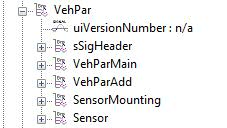 VehPar
uiVersionNumber : n/a
sSigHeader
VehParMain
VehParAdd
SensorMounting
Sensor